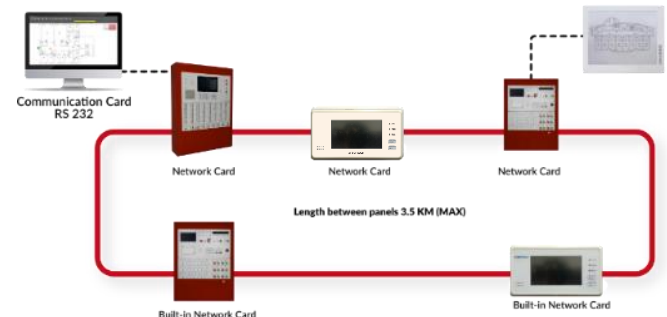 Communication Card
RS 232
Network Card
Network Card
Network Card
Length between panels 3.5 KM (MAX)
Built-in Network Card
Built-in Network Card